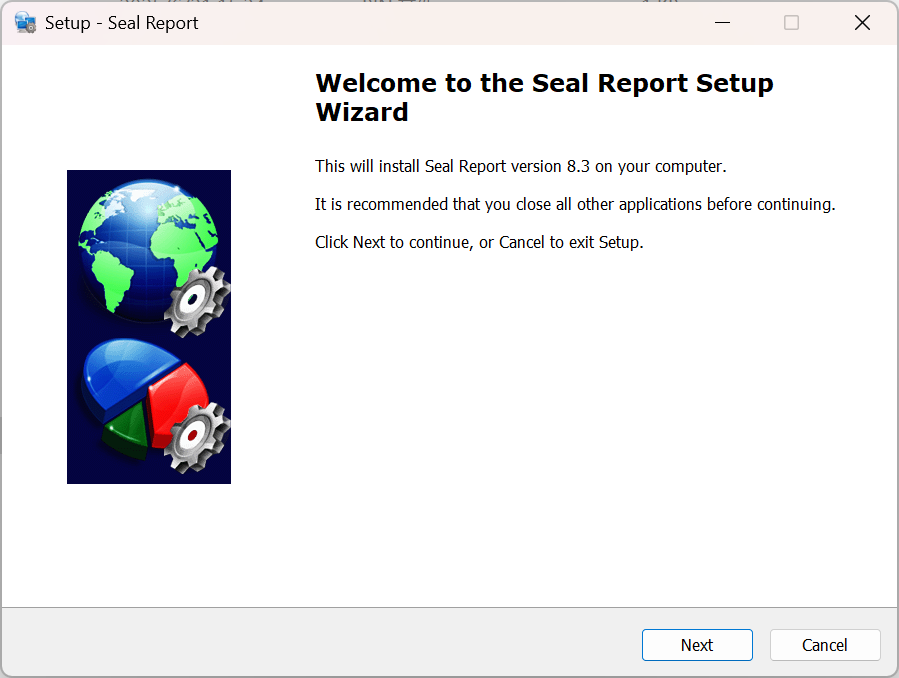 Setup - Seal Report
Welcome to the Seal Report Setup
Wizard
This will install Seal Report version 8.3 on your computer.
It is recommended that you close all other applications before continuing.
Click Next to continue, or Cancel to exit Setup.
Next
Cancel